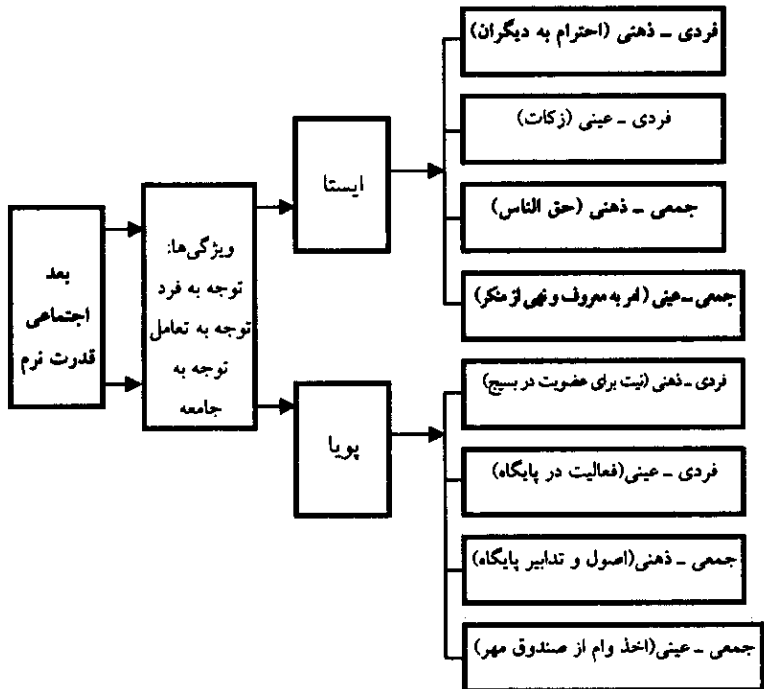 بعد
اجتماعی
قدرت نرم
ویژگی‌ها:
توجه به فرد
توجه به تعامل
توجه به
جامعه
ایستا
پویا
فردی ـ ذهنی (احترام به دیگران)
فردی ـ عینی (زکات)
جمعی ـ ذهنی (حق الناس)
جمعی ـ عینی (امر به معروف و نهی از منکر)
فردی ـ ذهنی (نیت برای عضویت در بسیج)
فردی ـ عینی(فعالیت در پایگاه)
جمعی ـ ذهنی(اصول و تدابیر پایگاه)
جمعی ـ عینی(اخذ وام از صندوق مهر)